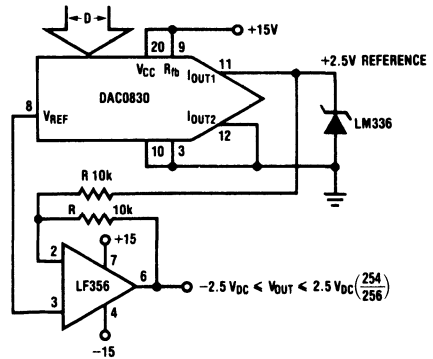 D
+15V
20 9
VCC Rfb IOUT1 11
+2.5V REFERENCE
DAC0830
8 VREF
IOUT2 12
LM336
10 3
R 10k
R 10k
+15
2 7
LF356 6
−2.5 VDC ≤ VOUT ≤ 2.5 VDC(254/256)
3 4
−15